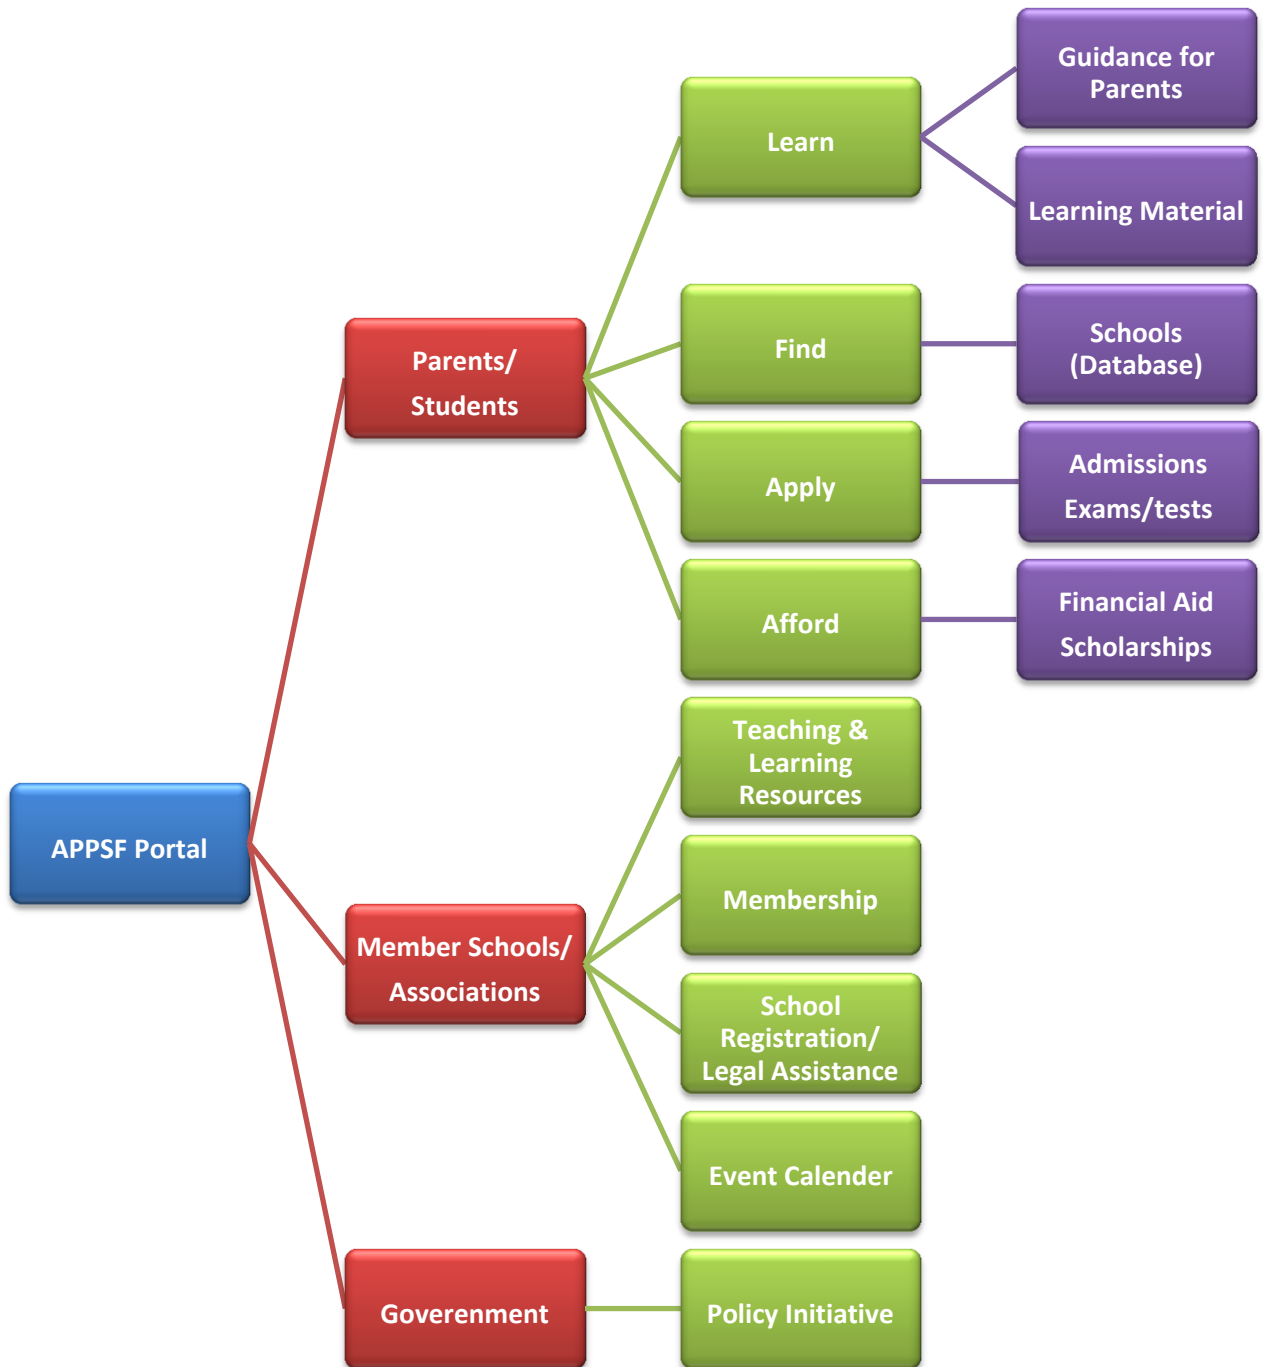 Guidance for
Parents
Learn
Learning Material
Parents/
Students
Find
Schools
(Database)
Apply
Admissions
Exams/tests
Afford
Financial Aid
Scholarships
Teaching &
Learning
Resources
APPSF Portal
Membership
Member Schools/
Associations
School
Registration/
Legal Assistance
Event Calender
Goverenment
Policy Initiative